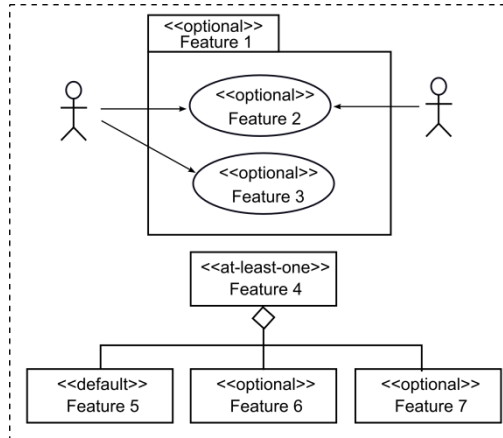 <<optional>>
Feature 1
<<optional>>
Feature 2
<<optional>>
Feature 3
<<at-least-one>>
Feature 4
<<default>>
Feature 5
<<optional>>
Feature 6
<<optional>>
Feature 7